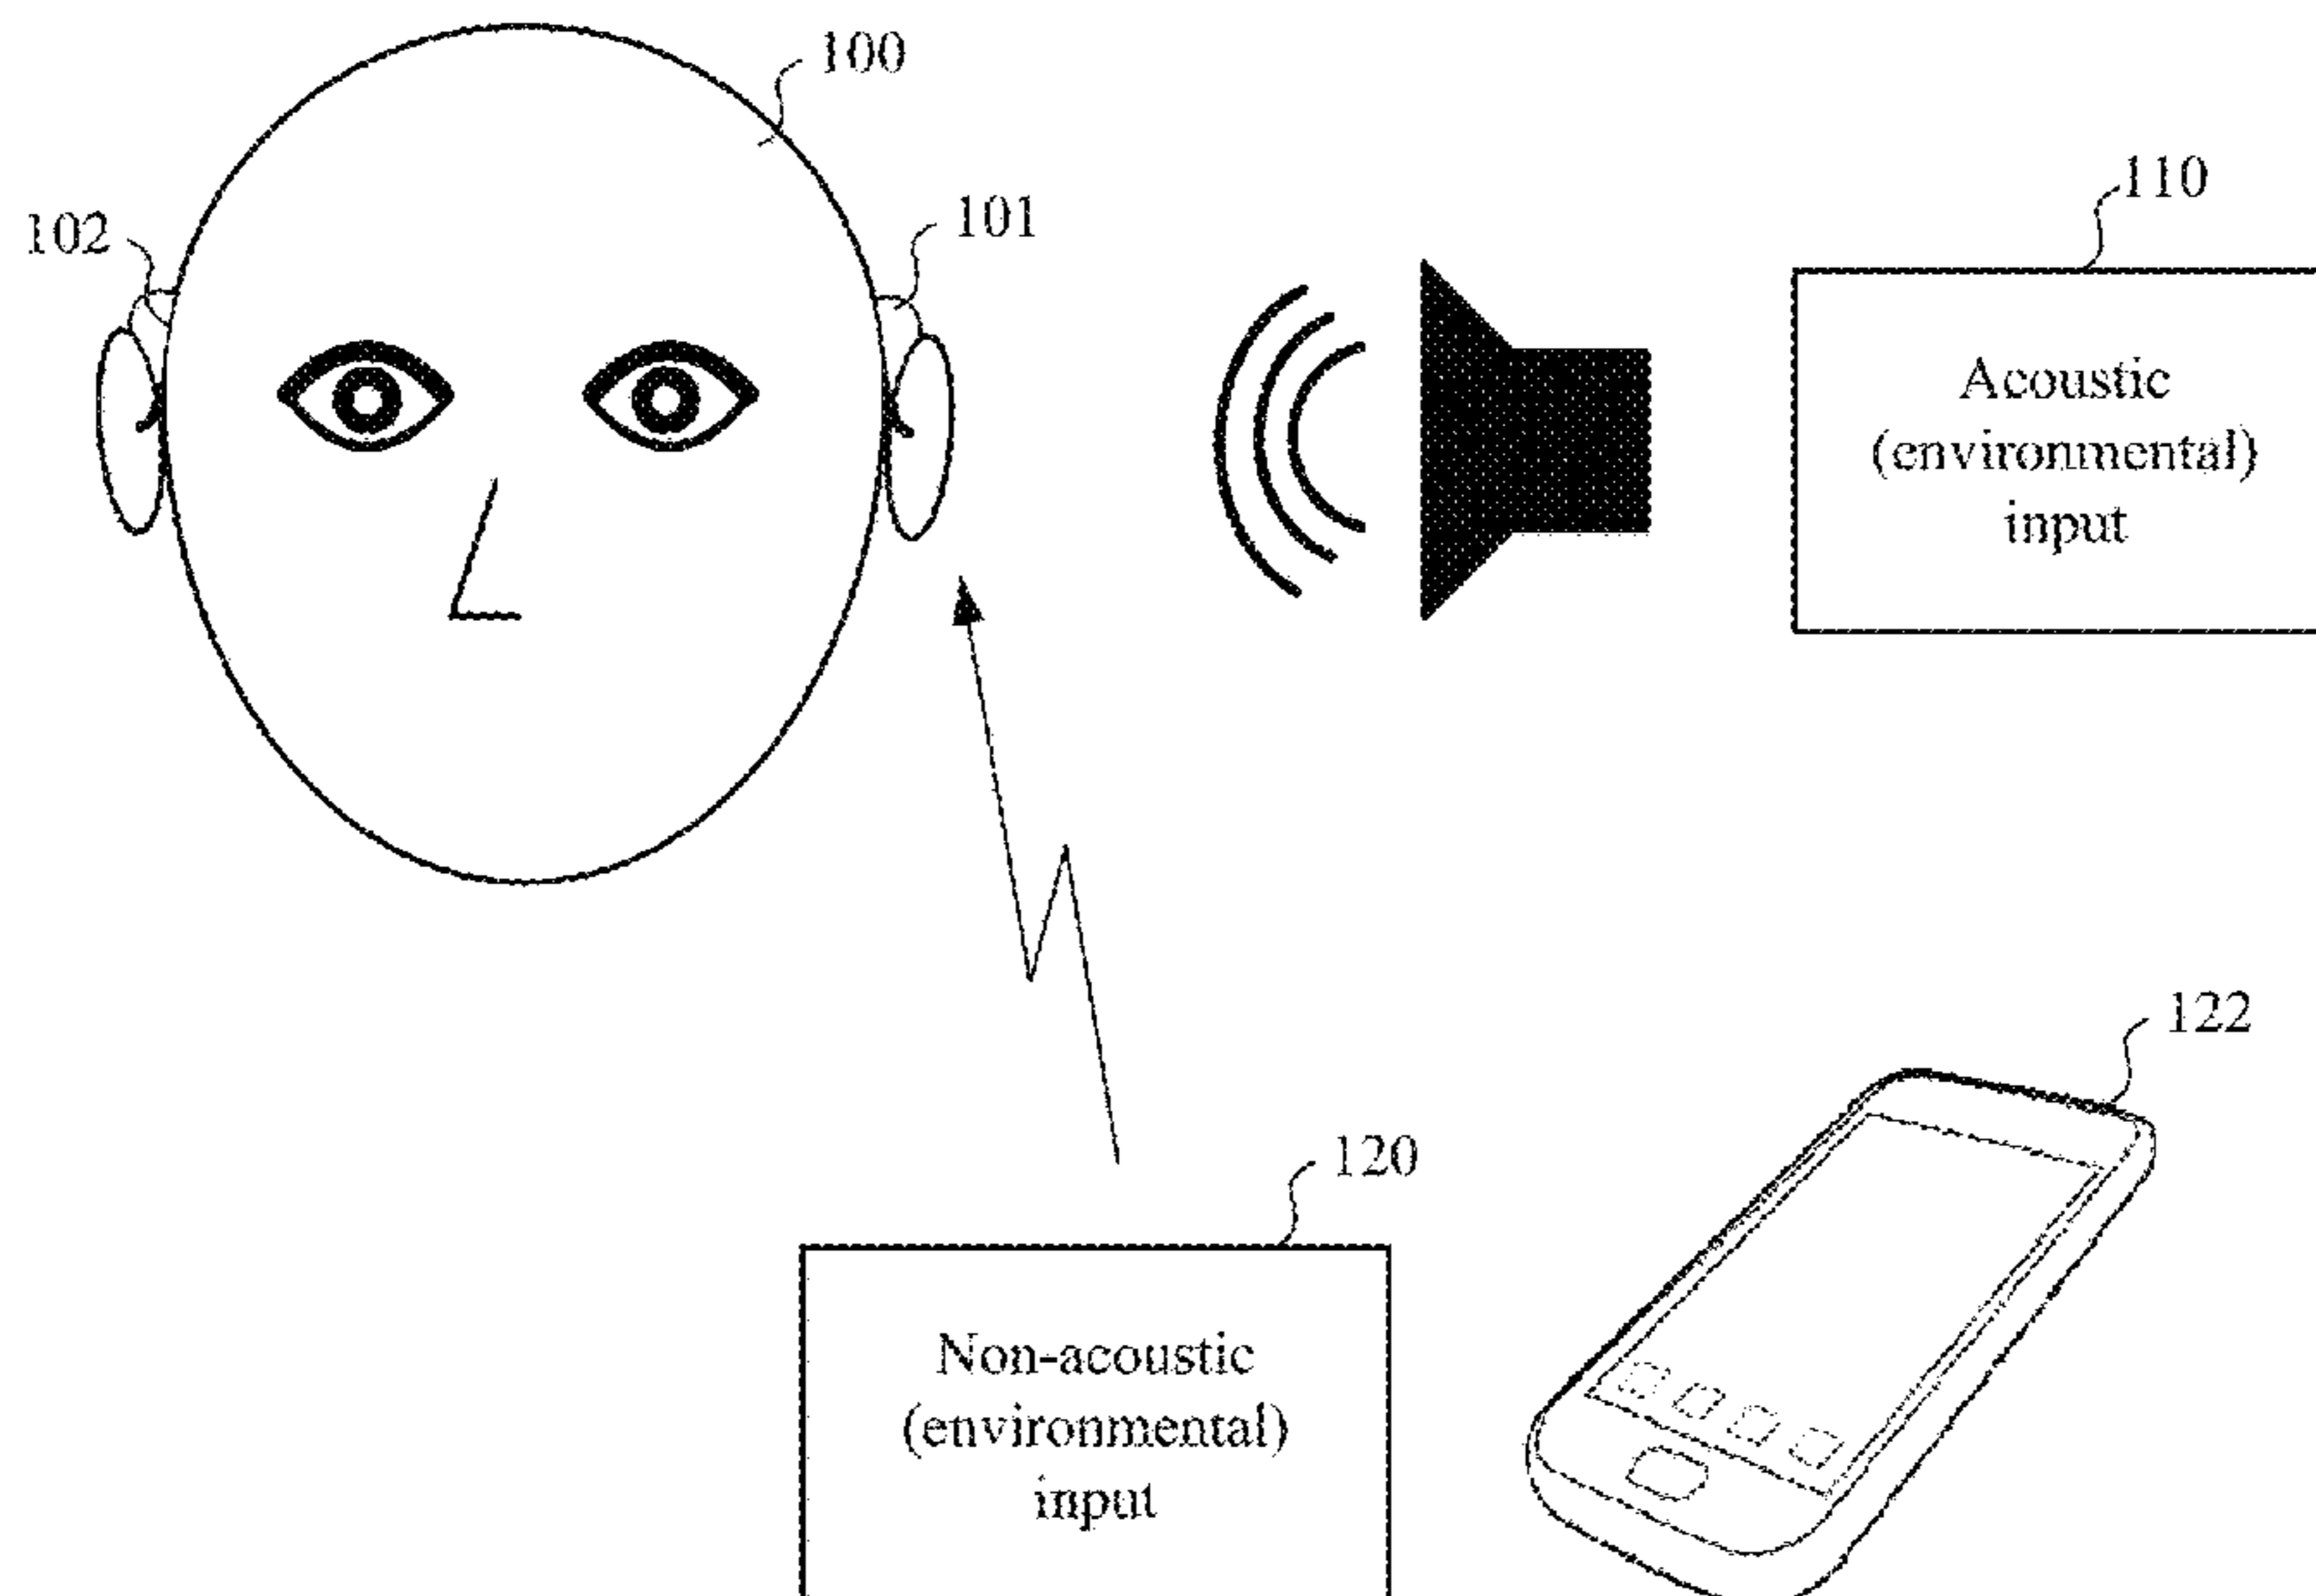 100
110
101
102
Acoustic
(environmental)
input
122
120
Non-acoustic
(environmental)
input